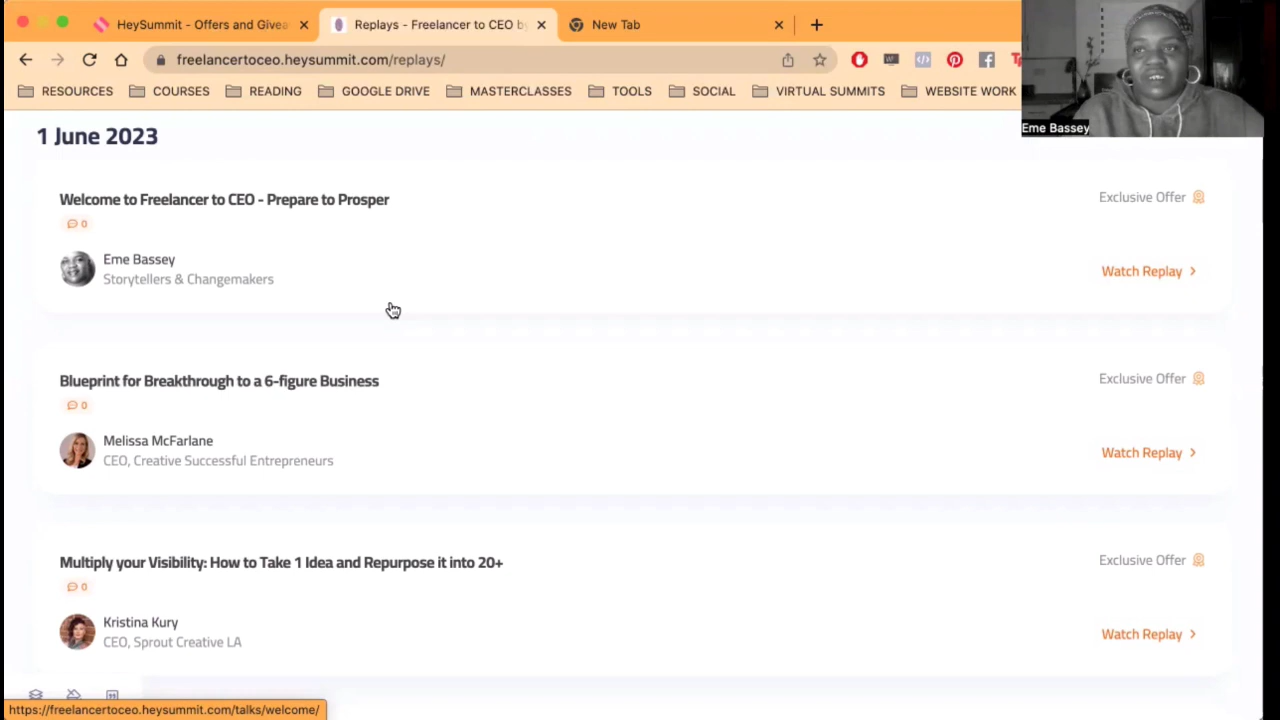 HeySummit - Offers and Givea
Replays - Freelancer to CEO by
New Tab
freelancertoceo.heysummit.com/replays/
RESOURCES
COURSES
READING
GOOGLE DRIVE
MASTERCLASSES
TOOLS
SOCIAL
VIRTUAL SUMMITS
WEBSITE WORK
Eme Bassey
1 June 2023
Welcome to Freelancer to CEO - Prepare to Prosper
Exclusive Offer
0
Eme Bassey
Storytellers & Changemakers
Watch Replay
Blueprint for Breakthrough to a 6-figure Business
Exclusive Offer
0
Melissa McFarlane
CEO, Creative Successful Entrepreneurs
Watch Replay
Multiply your Visibility: How to Take 1 Idea and Repurpose it into 20+
Exclusive Offer
0
Kristina Kury
CEO, Sprout Creative LA
Watch Replay
https://freelancertoceo.heysummit.com/talks/welcome/